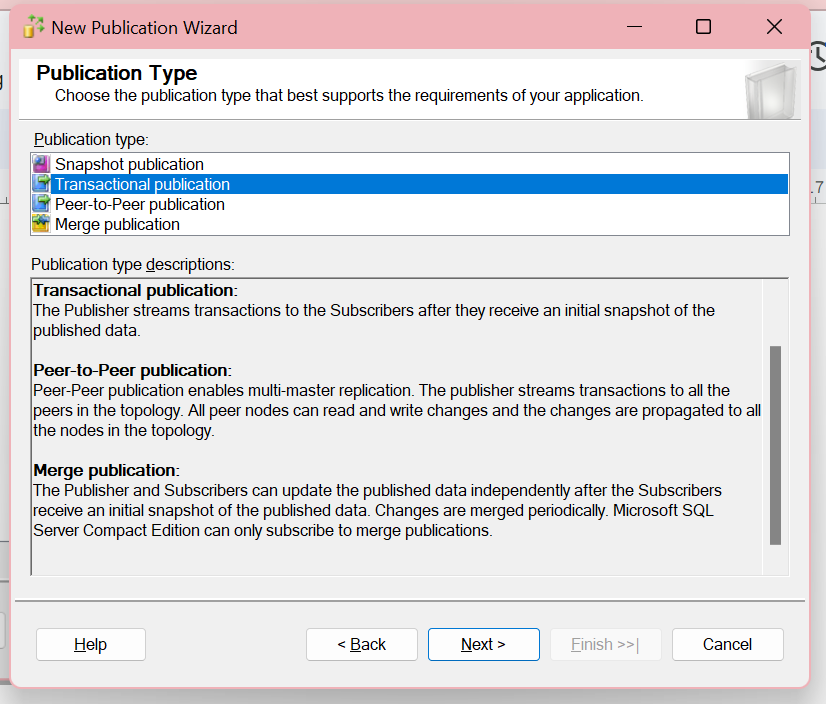 New Publication Wizard
Publication Type
Choose the publication type that best supports the requirements of your application.
Publication type:
Snapshot publication
Transactional publication
Peer-to-Peer publication
Merge publication
Publication type descriptions:
Transactional publication:
The Publisher streams transactions to the Subscribers after they receive an initial snapshot of the
published data.
Peer-to-Peer publication:
Peer-Peer publication enables multi-master replication. The publisher streams transactions to all the
peers in the topology. All peer nodes can read and write changes and the changes are propagated to all
the nodes in the topology.
Merge publication:
The Publisher and Subscribers can update the published data independently after the Subscribers
receive an initial snapshot of the published data. Changes are merged periodically. Microsoft SQL
Server Compact Edition can only subscribe to merge publications.
Help
< Back
Next >
Finish >>|
Cancel